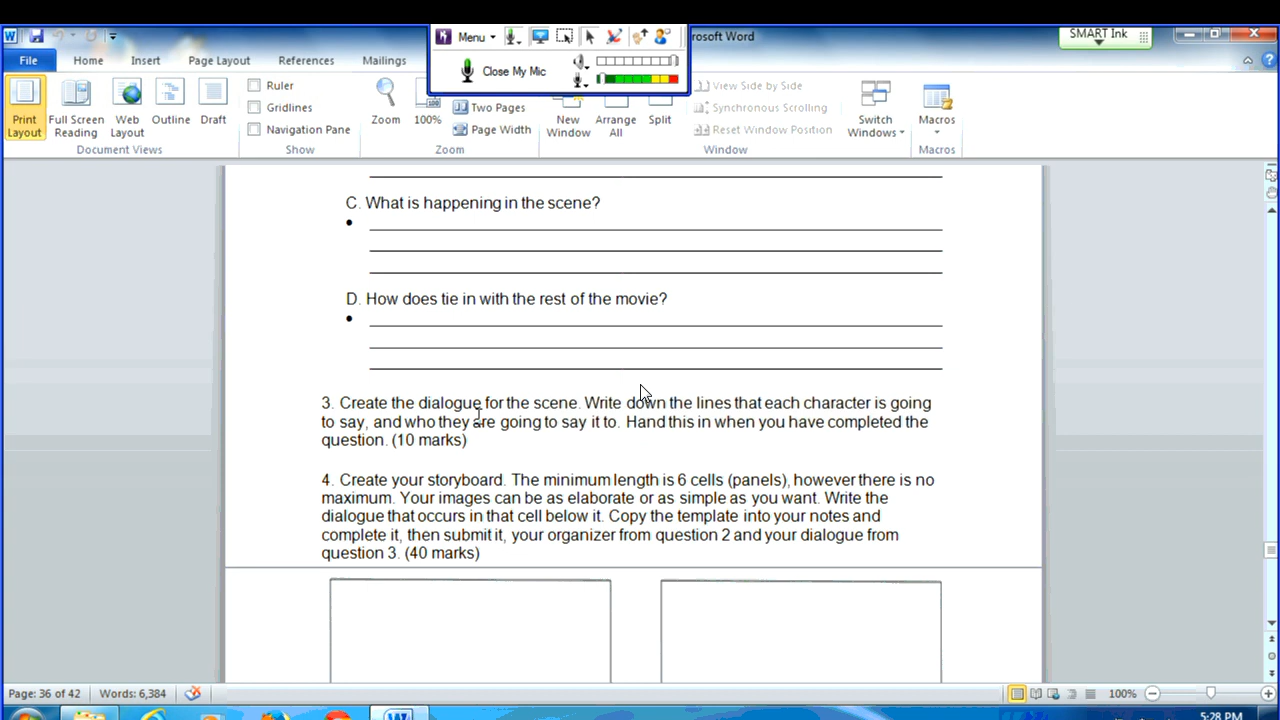 Menu
rosoft Word
SMART Ink
Close My Mic
File Home Insert Page Layout References Mailings
Print Layout
Full Screen Reading
Web Layout
Outline
Draft
Document Views
Ruler
Gridlines
Navigation Pane
Show
Zoom
100%
Two Pages
Page Width
Zoom
New Window
Arrange All
Split
View Side by Side
Synchronous Scrolling
Reset Window Position
Window
Switch Windows
Macros
Macros
C. What is happening in the scene?
D. How does tie in with the rest of the movie?
3. Create the dialogue for the scene. Write down the lines that each character is going
to say, and who they are going to say it to. Hand this in when you have completed the
question. (10 marks)
4. Create your storyboard. The minimum length is 6 cells (panels), however there is no
maximum. Your images can be as elaborate or as simple as you want. Write the
dialogue that occurs in that cell below it. Copy the template into your notes and
complete it, then submit it, your organizer from question 2 and your dialogue from
question 3. (40 marks)
Page: 36 of 42 Words: 6,384 100%
5:28 PM